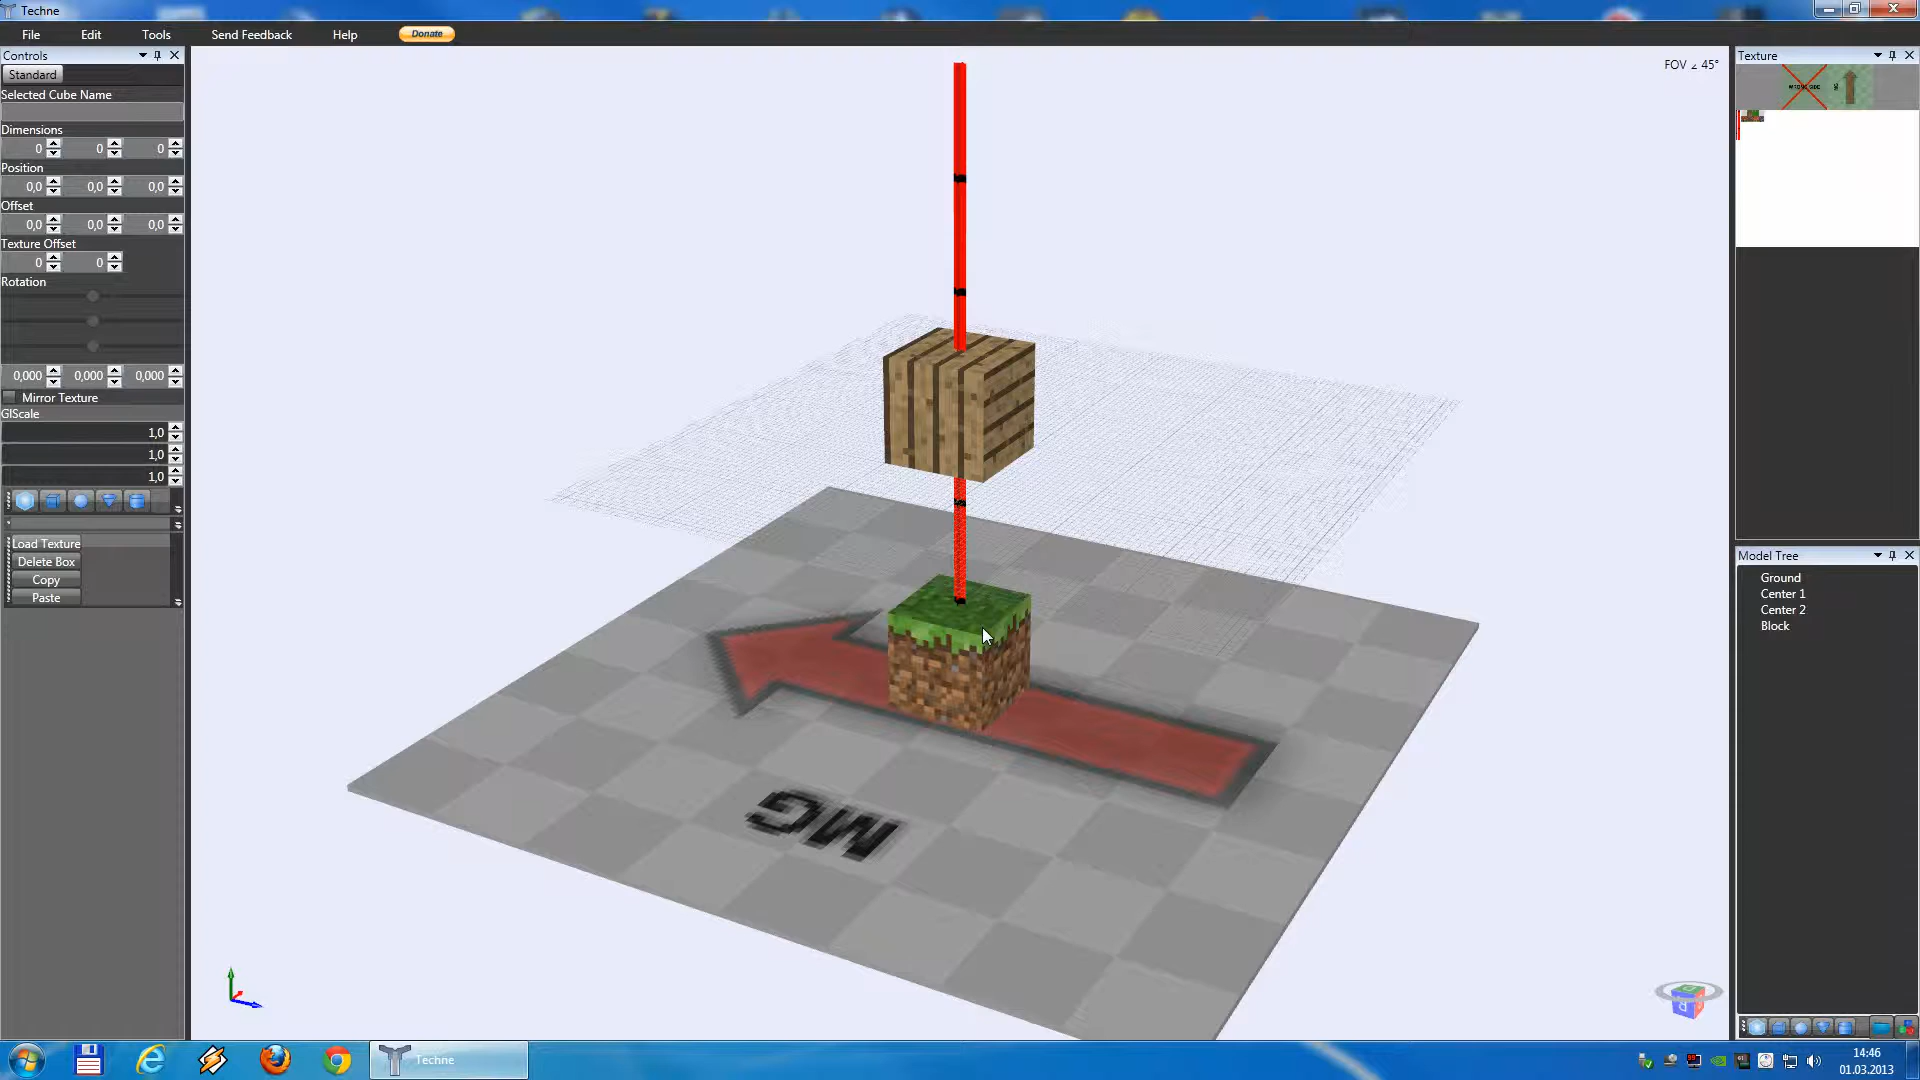 Techne
File Edit Tools Send Feedback Help Donate
Controls
Standard
Selected Cube Name
Dimensions
0 0 0
Position
0,0 0,0 0,0
Offset
0,0 0,0 0,0
Texture Offset
0 0
Rotation
0,000 0,000 0,000
Mirror Texture
GlScale
1,0
1,0
1,0
Load Texture
Delete Box
Copy
Paste
FOV ∠ 45°
MG
Texture
WRONG SIDE
MG
Model Tree
Ground
Center 1
Center 2
Block
Techne
14:46
01.03.2013